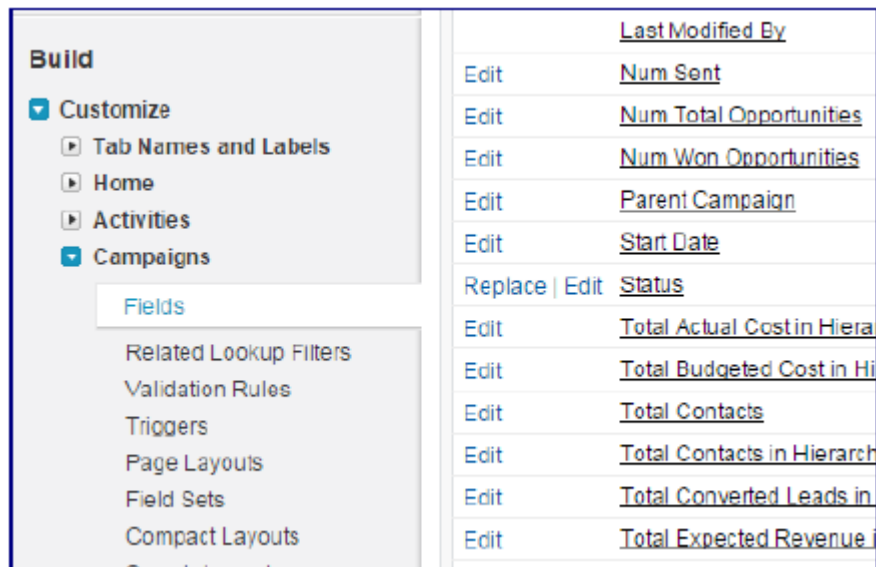 Build
Customize
Tab Names and Labels
Home
Activities
Campaigns
Fields
Related Lookup Filters
Validation Rules
Triggers
Page Layouts
Field Sets
Compact Layouts
Last Modified By
Edit Num Sent
Edit Num Total Opportunities
Edit Num Won Opportunities
Edit Parent Campaign
Edit Start Date
Replace | Edit Status
Edit Total Actual Cost in Hiera
Edit Total Budgeted Cost in Hi
Edit Total Contacts
Edit Total Contacts in Hierarch
Edit Total Converted Leads in
Edit Total Expected Revenue i